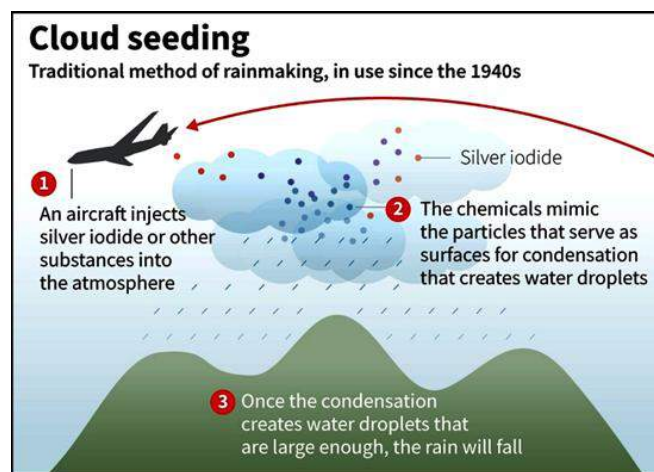 Cloud seeding
Traditional method of rainmaking, in use since the 1940s
Silver iodide
1
An aircraft injects
silver iodide or other
substances into
the atmosphere
2
The chemicals mimic
the particles that serve as
surfaces for condensation
that creates water droplets
3 Once the condensation
creates water droplets that
are large enough, the rain will fall